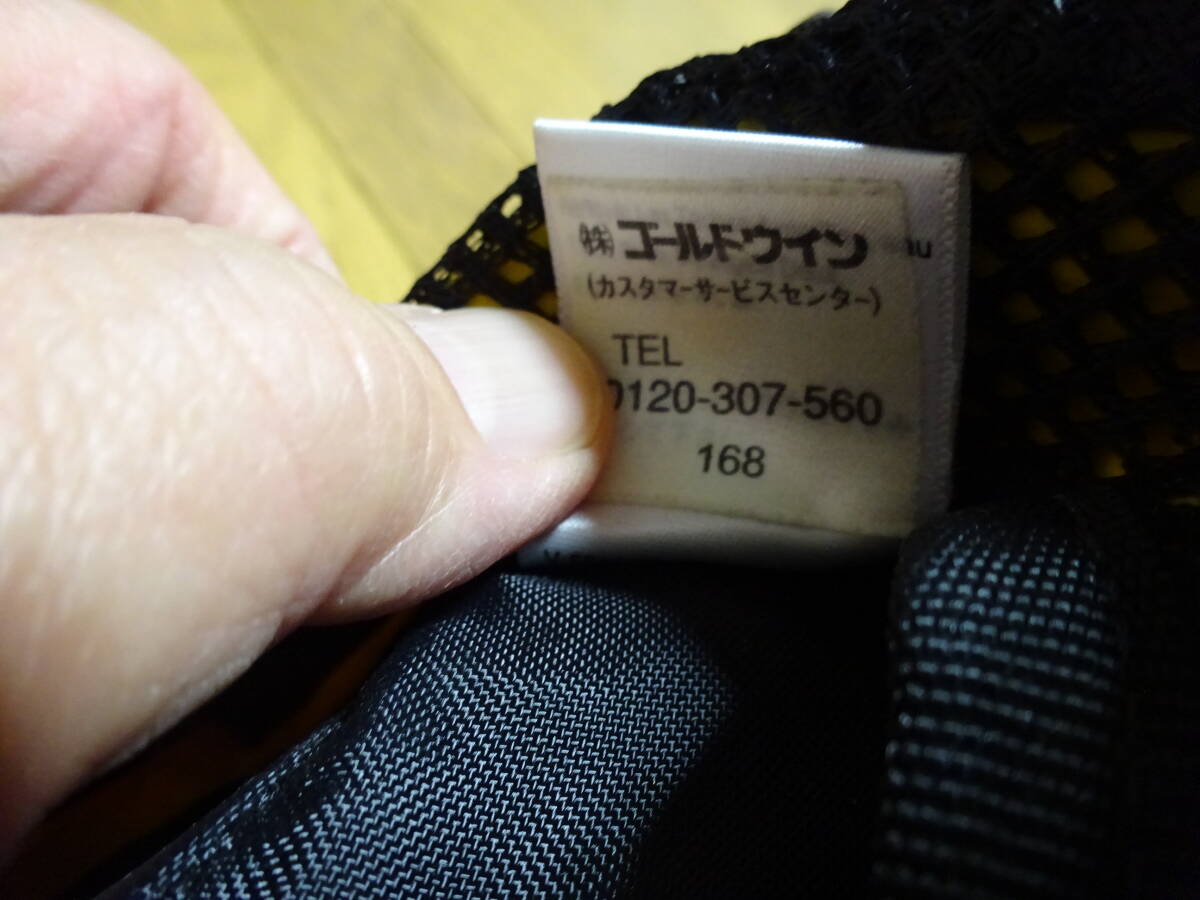 ㈱ゴールドウイン
(カスタマーサービスセンター)
TEL
0120-307-560
168